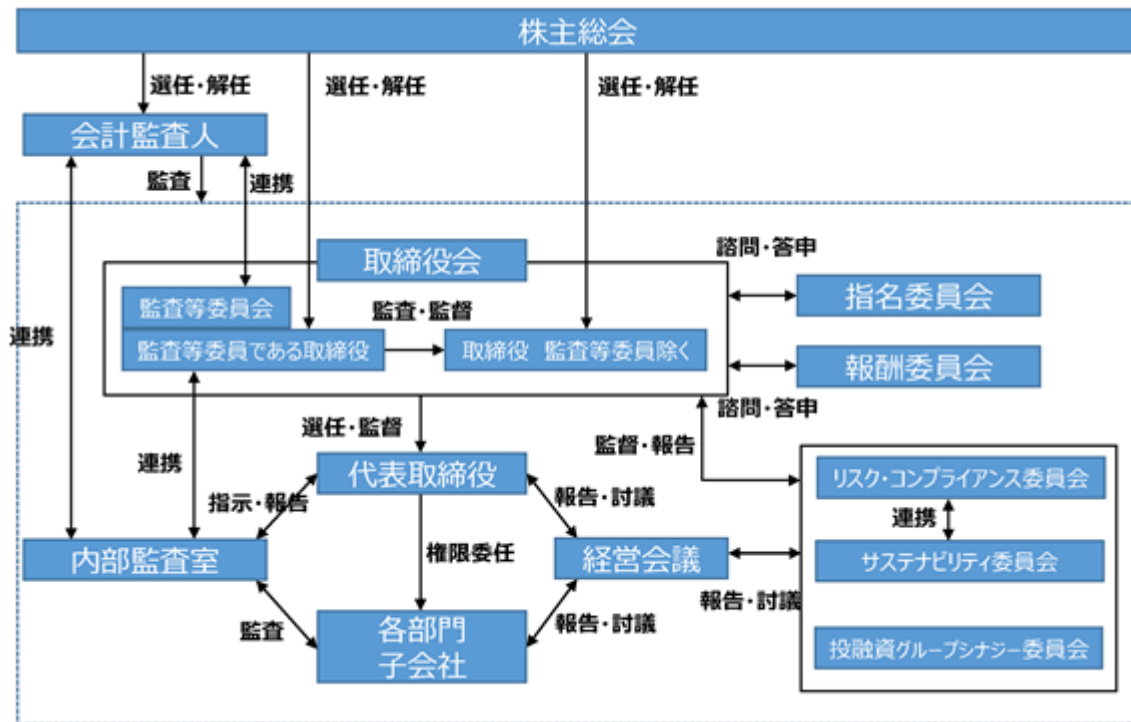 株主総会
選任・解任
選任・解任
選任・解任
会計監査人
監査
連携
連携
取締役会
諮問・答申
監査等委員会
監査・監督
指名委員会
監査等委員である取締役
取締役 監査等委員除く
報酬委員会
諮問・答申
選任・監督
監督・報告
連携
代表取締役
リスク・コンプライアンス委員会
指示・報告
報告・討議
連携
内部監査室
権限委任
経営会議
サステナビリティ委員会
報告・討議
監査
各部門
子会社
報告・討議
投融資グループシナジー委員会